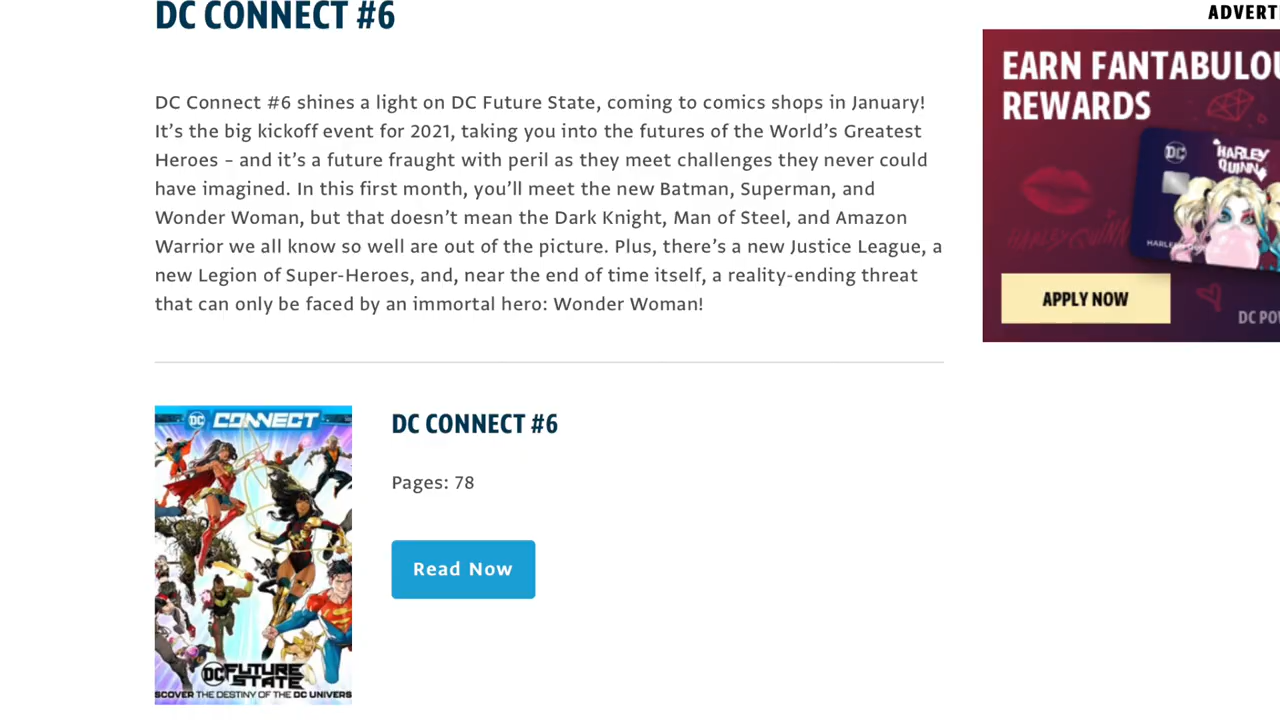 DC CONNECT #6
DC Connect #6 shines a light on DC Future State, coming to comics shops in January!
It’s the big kickoff event for 2021, taking you into the futures of the World’s Greatest
Heroes – and it’s a future fraught with peril as they meet challenges they never could
have imagined. In this first month, you’ll meet the new Batman, Superman, and
Wonder Woman, but that doesn’t mean the Dark Knight, Man of Steel, and Amazon
Warrior we all know so well are out of the picture. Plus, there’s a new Justice League, a
new Legion of Super-Heroes, and, near the end of time itself, a reality-ending threat
that can only be faced by an immortal hero: Wonder Woman!
DC CONNECT
DC FUTURE
STATE
SCOVER THE DESTINY OF THE DC UNIVERS
DC CONNECT #6
Pages: 78
Read Now
ADVERT
EARN FANTABULOU
REWARDS
DC
HARLEY
QUINN
HARLEY QUINN
APPLY NOW
DC POW